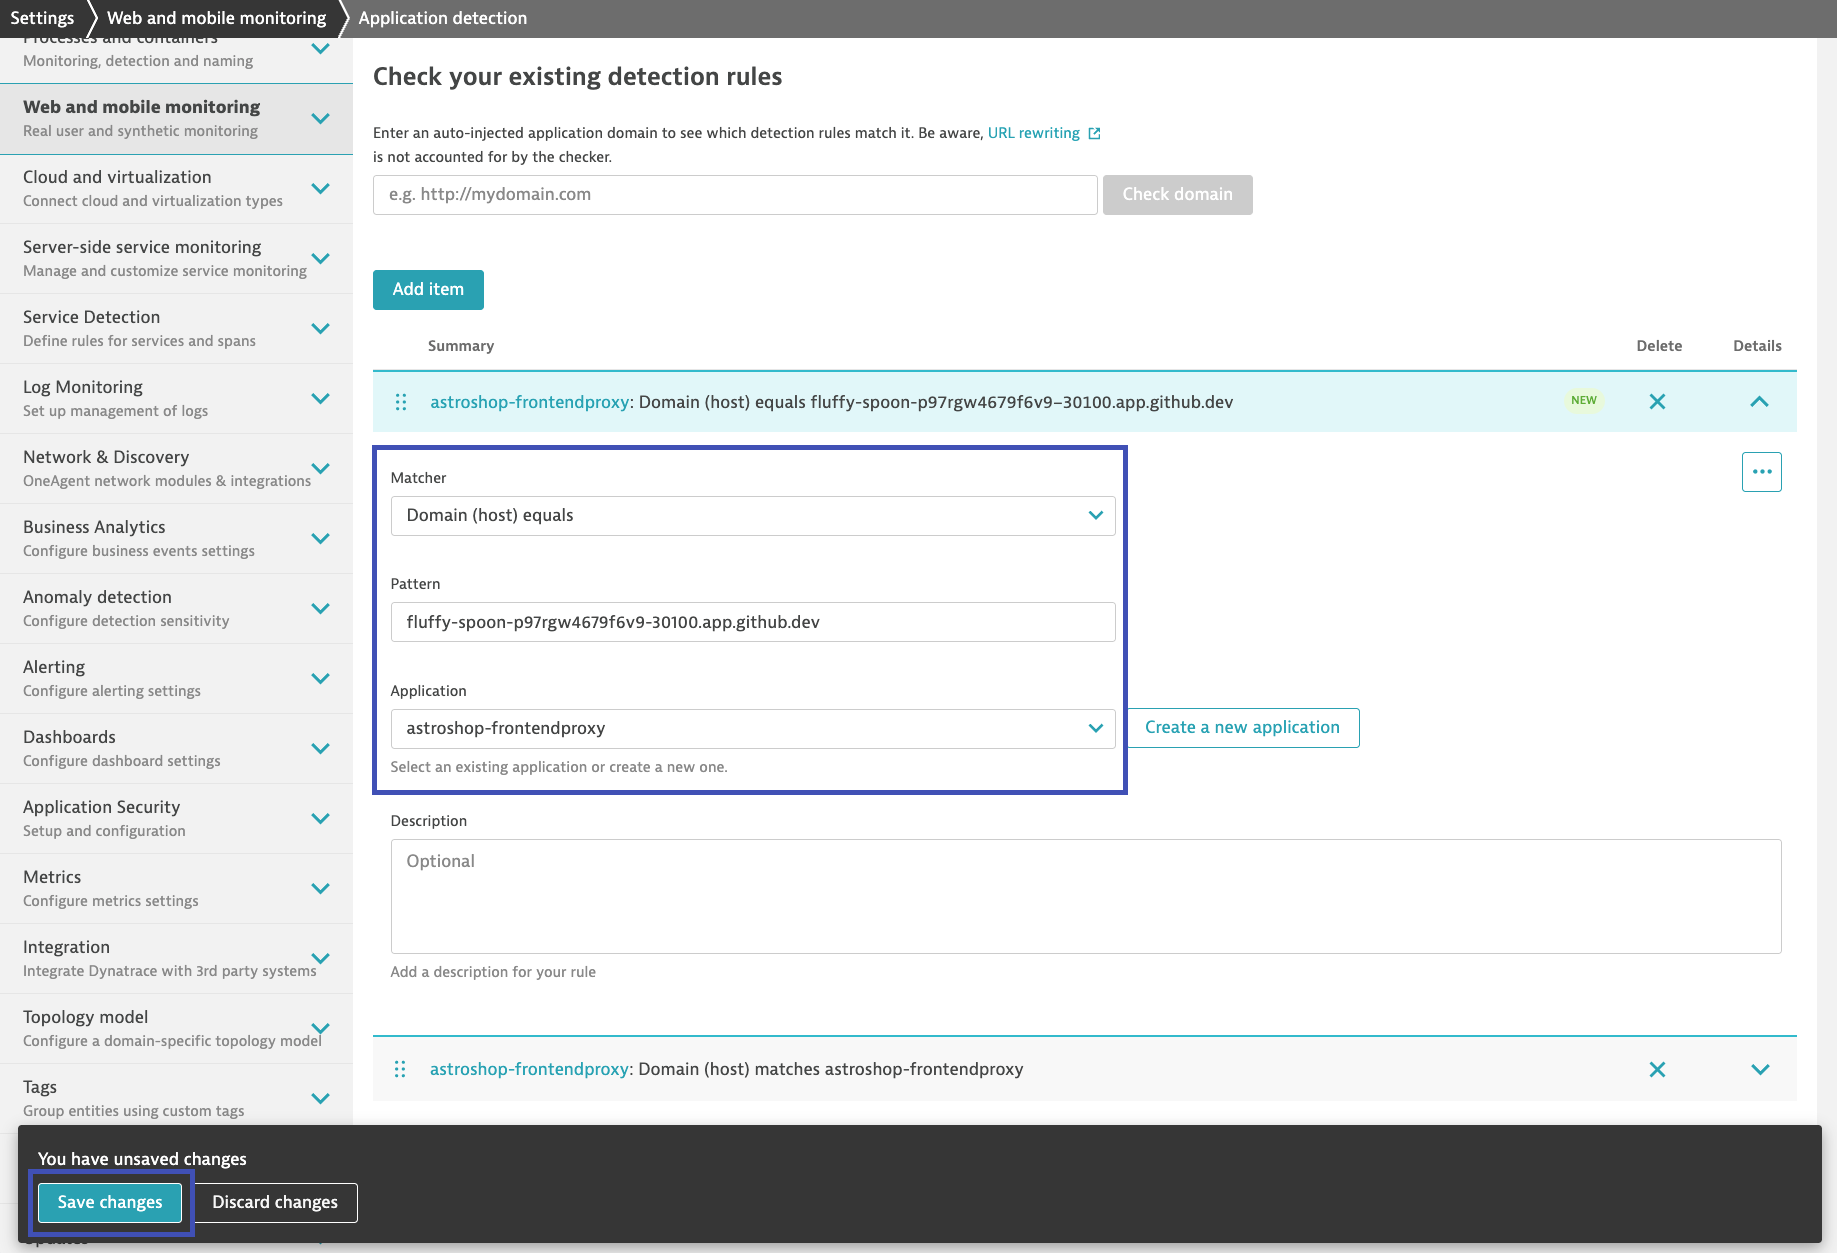 Settings
Web and mobile monitoring
Application detection
Processes and containers
Monitoring, detection and naming
Web and mobile monitoring
Real user and synthetic monitoring
Cloud and virtualization
Connect cloud and virtualization types
Server-side service monitoring
Manage and customize service monitoring
Service Detection
Define rules for services and spans
Log Monitoring
Set up management of logs
Network & Discovery
OneAgent network modules & integrations
Business Analytics
Configure business events settings
Anomaly detection
Configure detection sensitivity
Alerting
Configure alerting settings
Dashboards
Configure dashboard settings
Application Security
Setup and configuration
Metrics
Configure metrics settings
Integration
Integrate Dynatrace with 3rd party systems
Topology model
Configure a domain-specific topology model
Tags
Group entities using custom tags
Updates
Check your existing detection rules
Enter an auto-injected application domain to see which detection rules match it. Be aware, URL rewriting
is not accounted for by the checker.
e.g. http://mydomain.com
Check domain
Add item
Summary
Delete
Details
astroshop-frontendproxy: Domain (host) equals fluffy-spoon-p97rgw4679f6v9–30100.app.github.dev
NEW
Matcher
Domain (host) equals
Pattern
fluffy-spoon-p97rgw4679f6v9-30100.app.github.dev
Application
astroshop-frontendproxy
Create a new application
Select an existing application or create a new one.
Description
Optional
Add a description for your rule
astroshop-frontendproxy: Domain (host) matches astroshop-frontendproxy
You have unsaved changes
Save changes
Discard changes